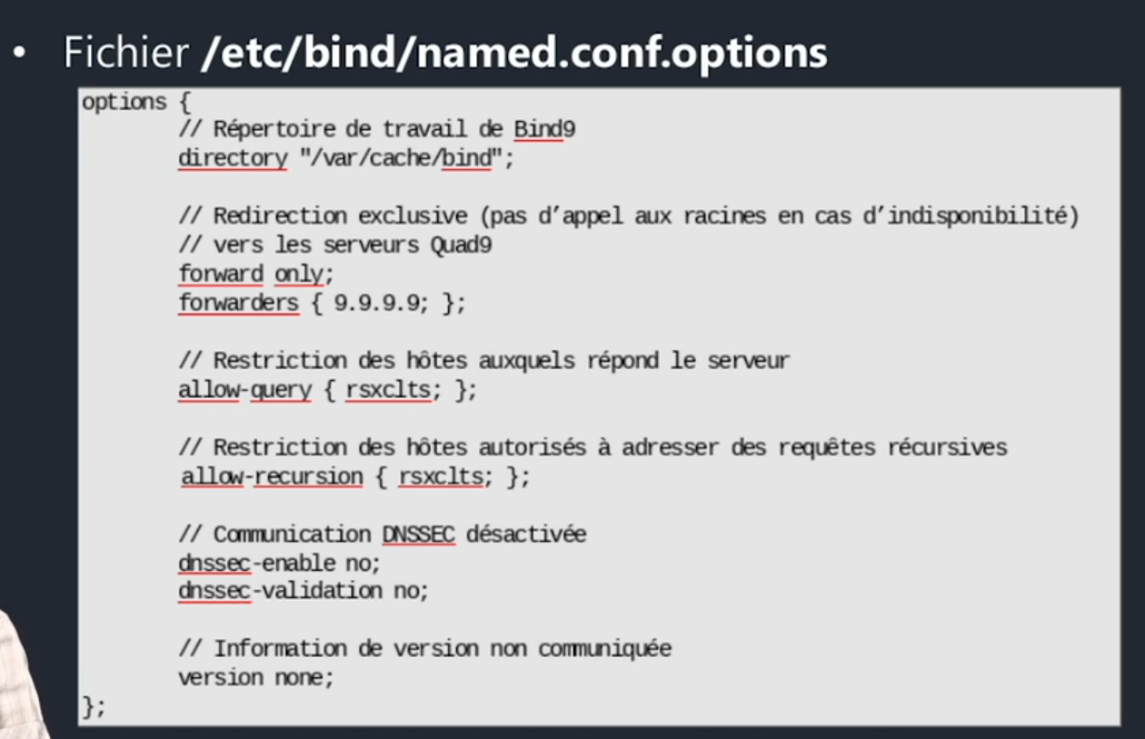 • Fichier /etc/bind/named.conf.options
options {
// Répertoire de travail de Bind9
directory "/var/cache/bind";
// Redirection exclusive (pas d’appel aux racines en cas d’indisponibilité)
// vers les serveurs Quad9
forward only;
forwarders { 9.9.9.9; };
// Restriction des hôtes auxquels répond le serveur
allow-query { rsxclts; };
// Restriction des hôtes autorisés à adresser des requêtes récursives
allow-recursion { rsxclts; };
// Communication DNSSEC désactivée
dnssec-enable no;
dnssec-validation no;
// Information de version non communiquée
version none;
};